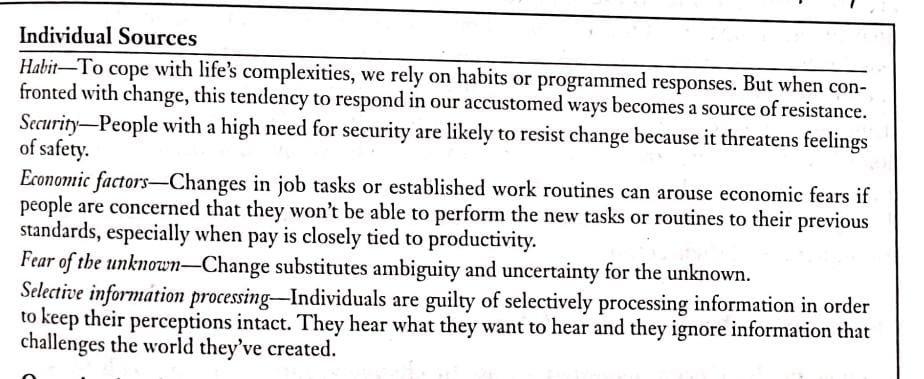 Individual Sources
Habit—To cope with life's complexities, we rely on habits or programmed responses. But when con-
fronted with change, this tendency to respond in our accustomed ways becomes a source of resistance.
Security—People with a high need for security are likely to resist change because it threatens feelings
of safety.
Economic factors—Changes in job tasks or established work routines can arouse economic fears if
people are concerned that they won't be able to perform the new tasks or routines to their previous
standards, especially when pay is closely tied to productivity.
Fear of the unknown—Change substitutes ambiguity and uncertainty for the unknown.
Selective information processing—Individuals are guilty of selectively processing information in order
to keep their perceptions intact. They hear what they want to hear and they ignore information that
challenges the world they've created.